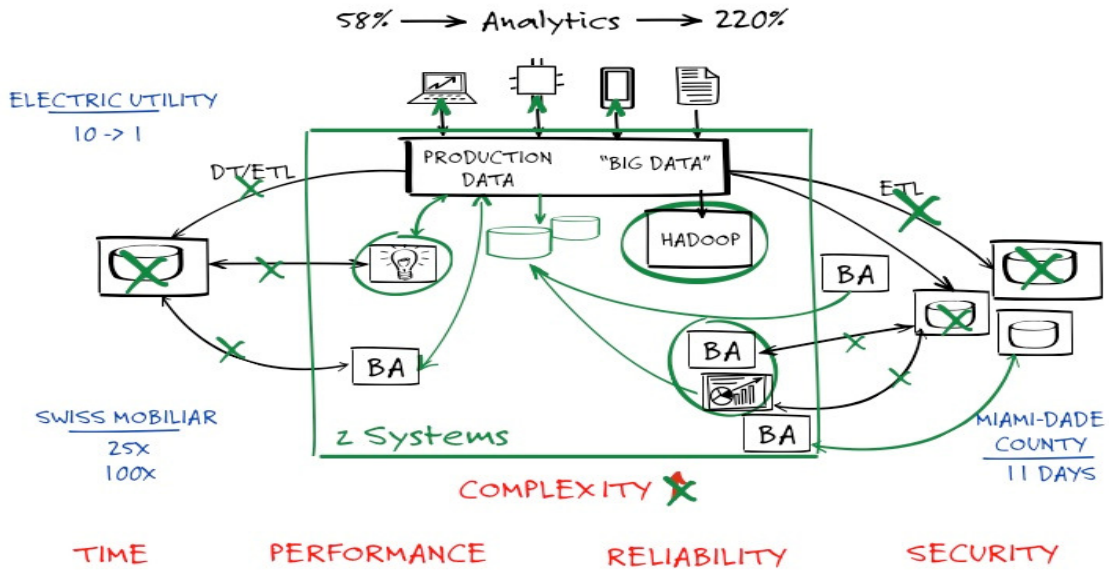 58% → Analytics → 220%
ELECTRIC UTILITY
10 -> 1
PRODUCTION DATA
"BIG DATA"
DT/ETL
ETL
HADOOP
BA
BA
BA
BA
z Systems
SWISS MOBILIAR
25X
100X
MIAMI-DADE
COUNTY
11 DAYS
COMPLEXITY
TIME
PERFORMANCE
RELIABILITY
SECURITY